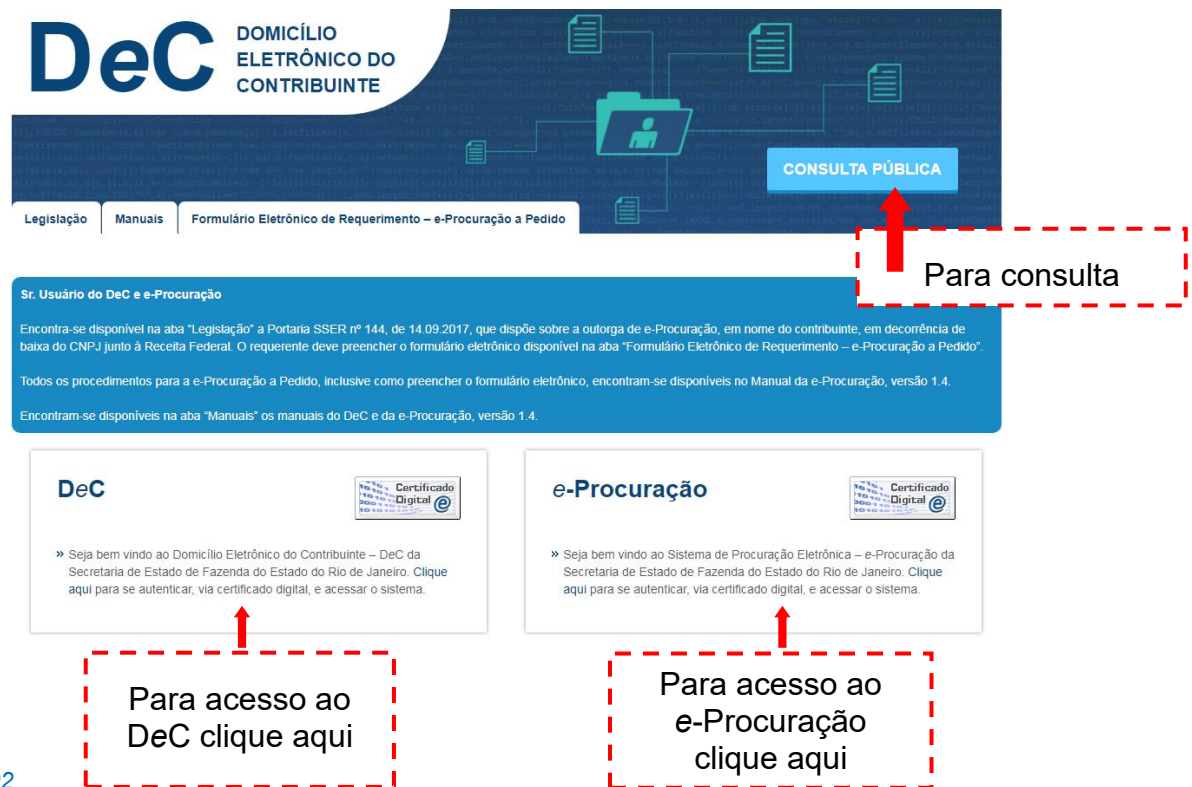 DeC
DOMICÍLIO
ELETRÔNICO DO
CONTRIBUINTE
CONSULTA PÚBLICA
Legislação
Manuais
Formulário Eletrônico de Requerimento – e-Procuração a Pedido
Para consulta
Sr. Usuário do DeC e e-Procuração
Encontra-se disponível na aba "Legislação" a Portaria SSER nº 144, de 14.09.2017, que dispõe sobre a outorga de e-Procuração, em nome do contribuinte, em decorrência de
baixa do CNPJ junto à Receita Federal. O requerente deve preencher o formulário eletrônico disponível na aba "Formulário Eletrônico de Requerimento – e-Procuração a Pedido".
Todos os procedimentos para a e-Procuração a Pedido, inclusive como preencher o formulário eletrônico, encontram-se disponíveis no Manual da e-Procuração, versão 1.4.
Encontram-se disponíveis na aba "Manuais" os manuais do DeC e da e-Procuração, versão 1.4.
DeC
Certificado
Digital e
» Seja bem vindo ao Domicílio Eletrônico do Contribuinte – DeC da
Secretaria de Estado de Fazenda do Estado do Rio de Janeiro. Clique
aqui para se autenticar, via certificado digital, e acessar o sistema.
e-Procuração
Certificado
Digital e
» Seja bem vindo ao Sistema de Procuração Eletrônica – e-Procuração da
Secretaria de Estado de Fazenda do Estado do Rio de Janeiro. Clique
aqui para se autenticar, via certificado digital, e acessar o sistema.
Para acesso ao
DeC clique aqui
Para acesso ao
e-Procuração
clique aqui